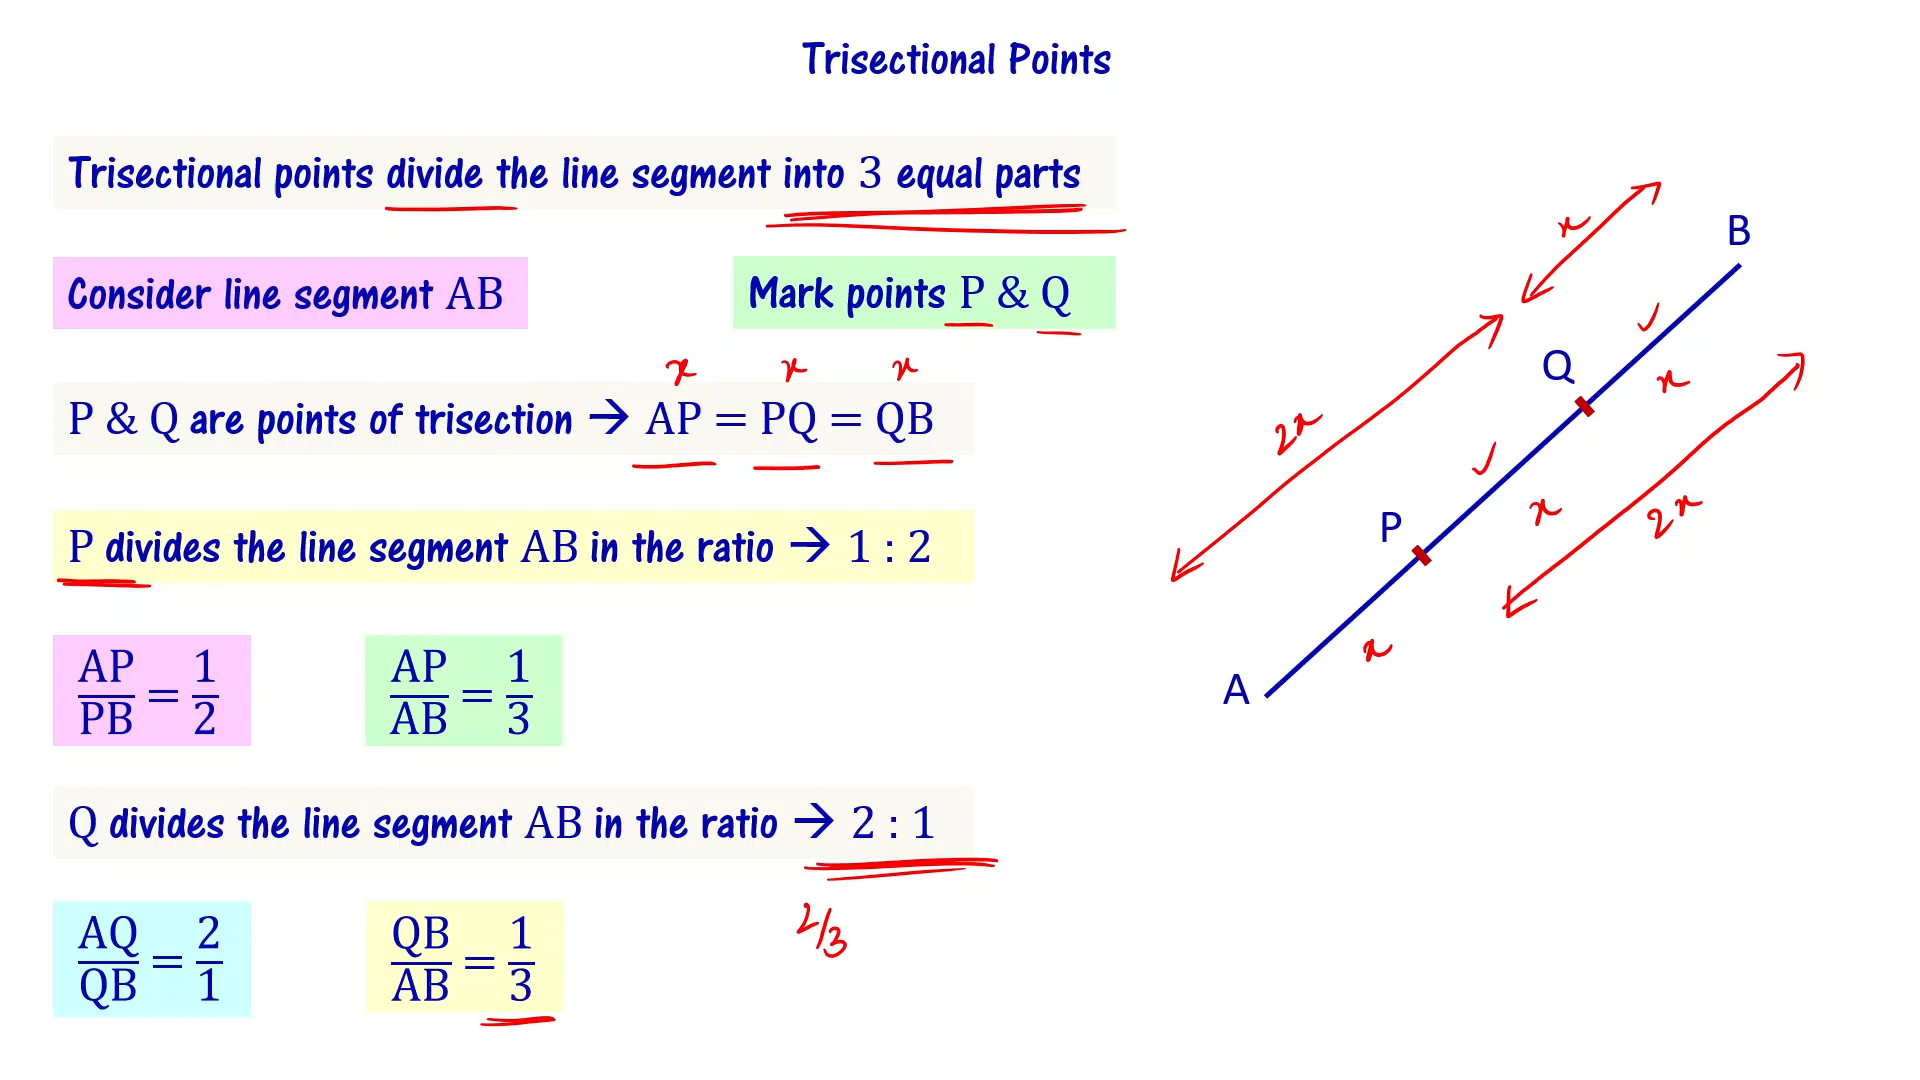 Trisectional Points
Trisectional points divide the line segment into 3 equal parts
Consider line segment AB
Mark points P & Q
x x x
P & Q are points of trisection → AP = PQ = QB
P divides the line segment AB in the ratio → 1 : 2
AP/PB = 1/2
AP/AB = 1/3
Q divides the line segment AB in the ratio → 2 : 1
AQ/QB = 2/1
QB/AB = 1/3
2/3
x
B
Q
x
2x
P
x
2x
x
A